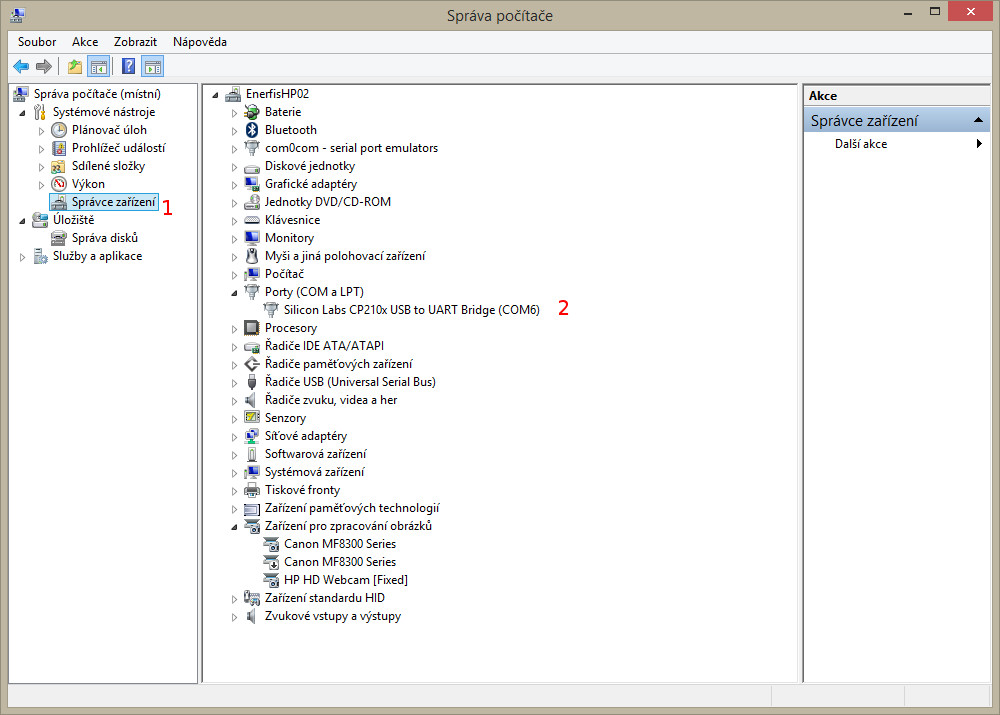 Správa počítače
Soubor Akce Zobrazit Nápověda
Správa počítače (místní)
Systémové nástroje
Plánovač úloh
Prohlížeč událostí
Sdílené složky
Výkon
Správce zařízení 1
Úložiště
Správa disků
Služby a aplikace
EnerfisHP02
Baterie
Bluetooth
com0com - serial port emulators
Diskové jednotky
Grafické adaptéry
Jednotky DVD/CD-ROM
Klávesnice
Monitory
Myši a jiná polohovací zařízení
Počítač
Porty (COM a LPT)
Silicon Labs CP210x USB to UART Bridge (COM6) 2
Procesory
Řadiče IDE ATA/ATAPI
Řadiče paměťových zařízení
Řadiče USB (Universal Serial Bus)
Řadiče zvuku, videa a her
Senzory
Síťové adaptéry
Softwarová zařízení
Systémová zařízení
Tiskové fronty
Zařízení paměťových technologií
Zařízení pro zpracování obrázků
Canon MF8300 Series
Canon MF8300 Series
HP HD Webcam [Fixed]
Zařízení standardu HID
Zvukové vstupy a výstupy
Akce
Správce zařízení
Další akce